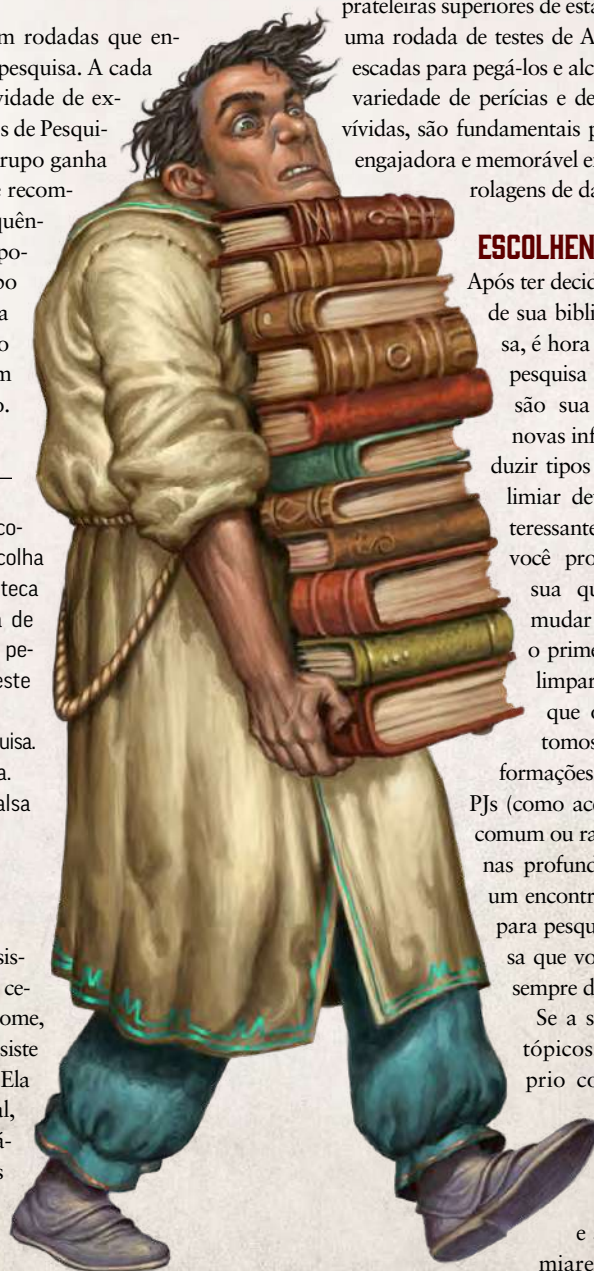 m rodadas que en-
pesquisa. A cada
vidade de ex-
s de Pesqui-
rupo ganha
e recom-
quên-
po-
po
a
o
m
o.
co-
colha
teca
a de
pe-
este
uisa.
a.
alsa
sis-
ce-
ome,
siste
Ela
al,
á-
s
prateleiras superiores de esta
uma rodada de testes de A
escadas para pegá-los e alc
variedade de perícias e de
vívidas, são fundamentais p
engajadora e memorável e
rolagens de da
ESCOLHEN
Após ter decid
de sua bibli
sa, é hora
pesquisa
são sua
novas inf
duzir tipos
limiar de
teressante
você pro
sua qu
mudar
o prime
limpar
que
tomos
formações
PJs (como ac
comum ou ra
nas profund
um encontr
para pesqu
sa que vo
sempre d
Se a s
tópicos
prio co
e
miare